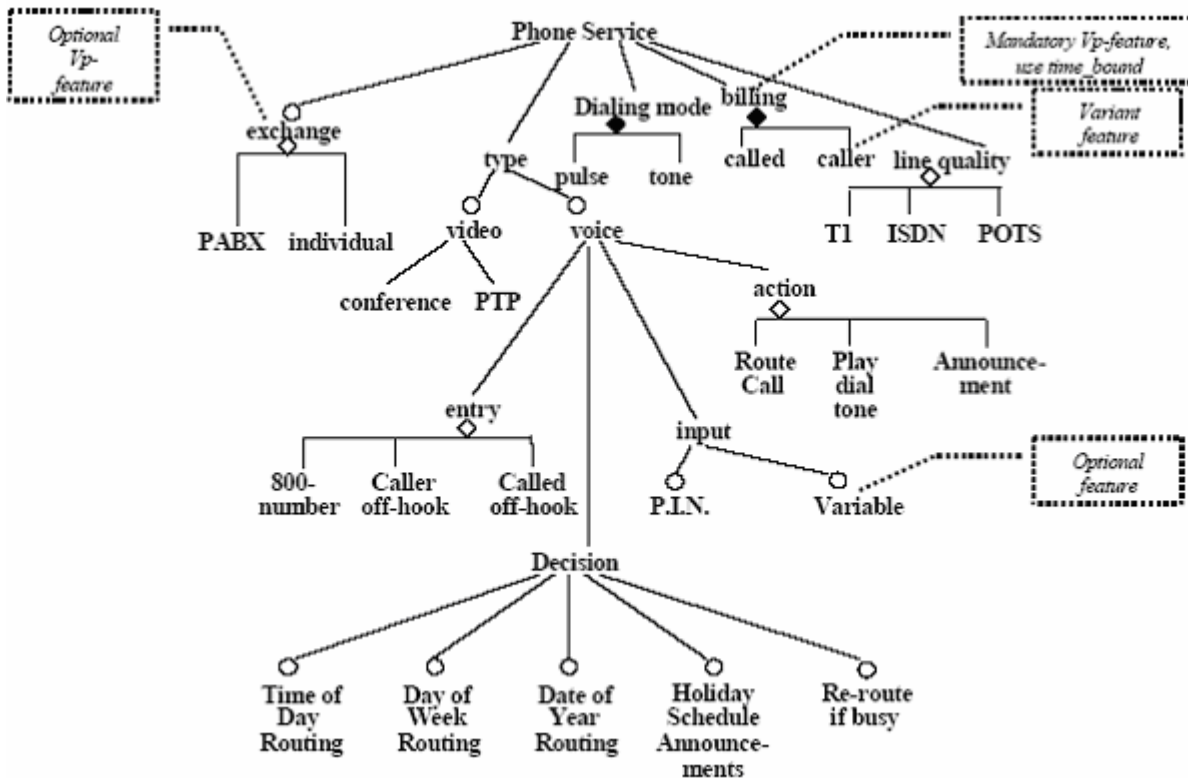 Optional
Vp-
feature
Phone Service
Mandatory Vp-feature,
use time_bound
exchange
Dialing mode
billing
Variant
feature
type
pulse
tone
called
caller
line quality
PABX
individual
video
voice
T1
ISDN
POTS
conference
PTP
action
Route
Call
Play
dial
tone
Announce-
ment
entry
input
800-
number
Caller
off-hook
Called
off-hook
P.I.N.
Variable
Optional
feature
Decision
Time of
Day
Routing
Day of
Week
Routing
Date of
Year
Routing
Holiday
Schedule
Announce-
ments
Re-route
if busy